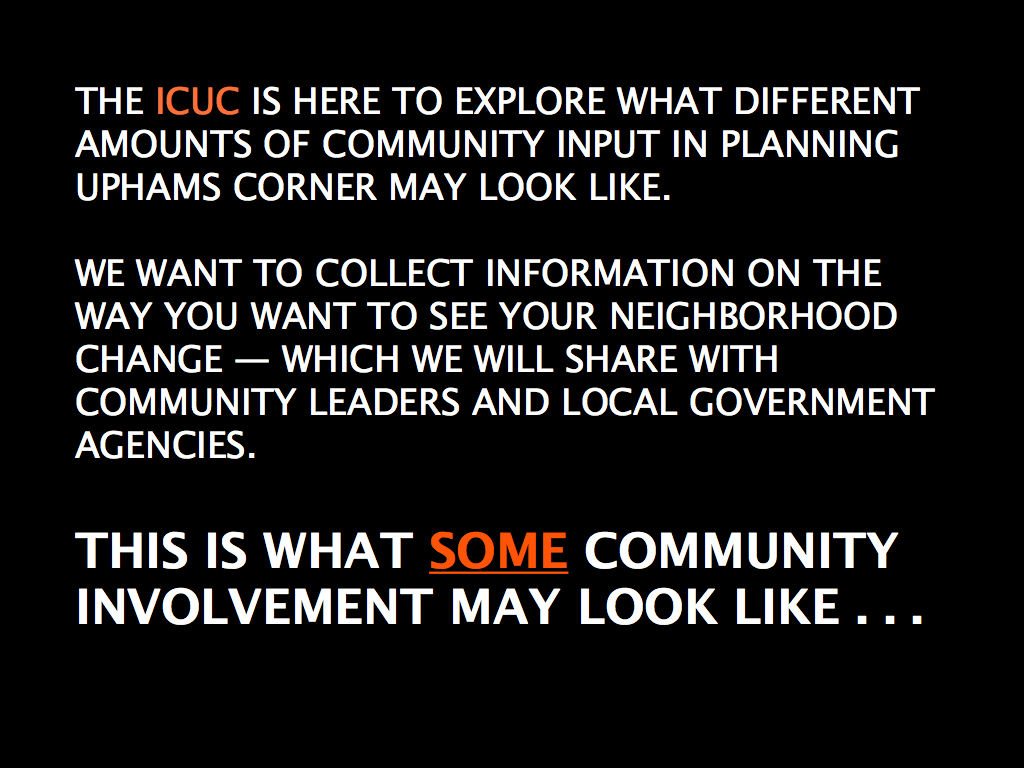 THE ICUC IS HERE TO EXPLORE WHAT DIFFERENT
AMOUNTS OF COMMUNITY INPUT IN PLANNING
UPHAMS CORNER MAY LOOK LIKE.
WE WANT TO COLLECT INFORMATION ON THE
WAY YOU WANT TO SEE YOUR NEIGHBORHOOD
CHANGE — WHICH WE WILL SHARE WITH
COMMUNITY LEADERS AND LOCAL GOVERNMENT
AGENCIES.
THIS IS WHAT SOME COMMUNITY
INVOLVEMENT MAY LOOK LIKE . . .